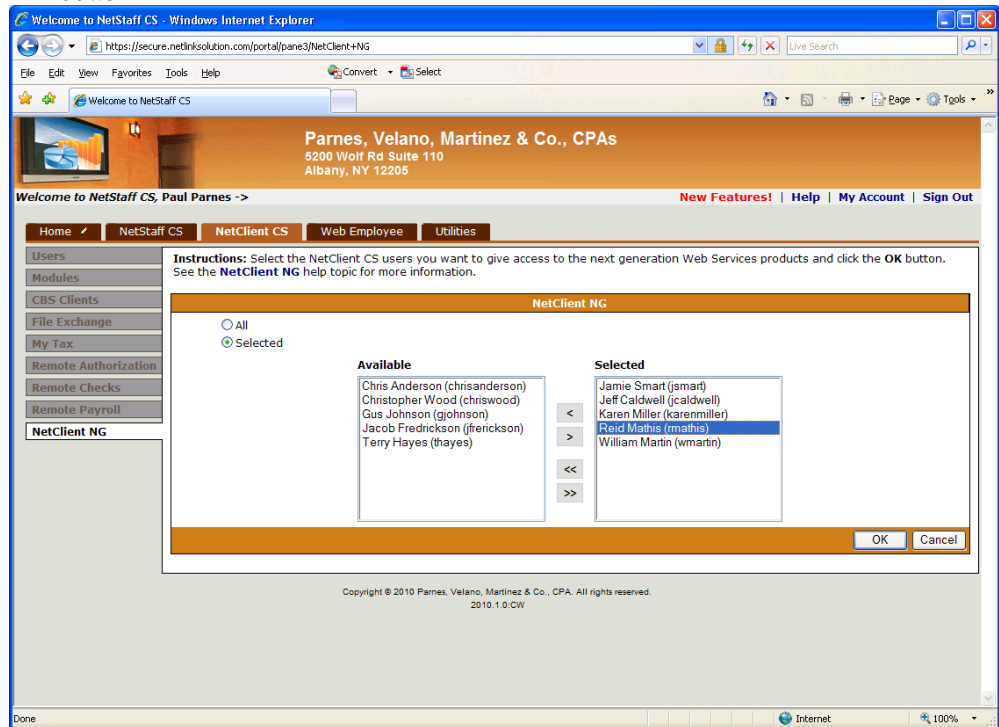 Welcome to NetStaff CS - Windows Internet Explorer
https://secure.netlinksolution.com/portal/pane3/NetClient+NG
Live Search
File Edit View Favorites Tools Help
Convert Select
Welcome to NetStaff CS
Page Tools
Parnes, Velano, Martinez & Co., CPAs
5200 Wolf Rd Suite 110
Albany, NY 12205
Welcome to NetStaff CS, Paul Parnes ->
New Features! | Help | My Account | Sign Out
Home NetStaff CS NetClient CS Web Employee Utilities
Users
Modules
CBS Clients
File Exchange
My Tax
Remote Authorization
Remote Checks
Remote Payroll
NetClient NG
Instructions: Select the NetClient CS users you want to give access to the next generation Web Services products and click the OK button.
See the NetClient NG help topic for more information.
NetClient NG
All
Selected
Available
Chris Anderson (chrisanderson)
Christopher Wood (chriswood)
Gus Johnson (gjohnson)
Jacob Fredrickson (jfrerickson)
Terry Hayes (thayes)
<
>
<<
>>
Selected
Jamie Smart (jsmart)
Jeff Caldwell (jcaldwell)
Karen Miller (karenmiller)
Reid Mathis (rmathis)
William Martin (wmartin)
OK Cancel
Copyright © 2010 Parnes, Velano, Martinez & Co., CPA. All rights reserved.
2010.1.0:CW
Done
Internet
100%